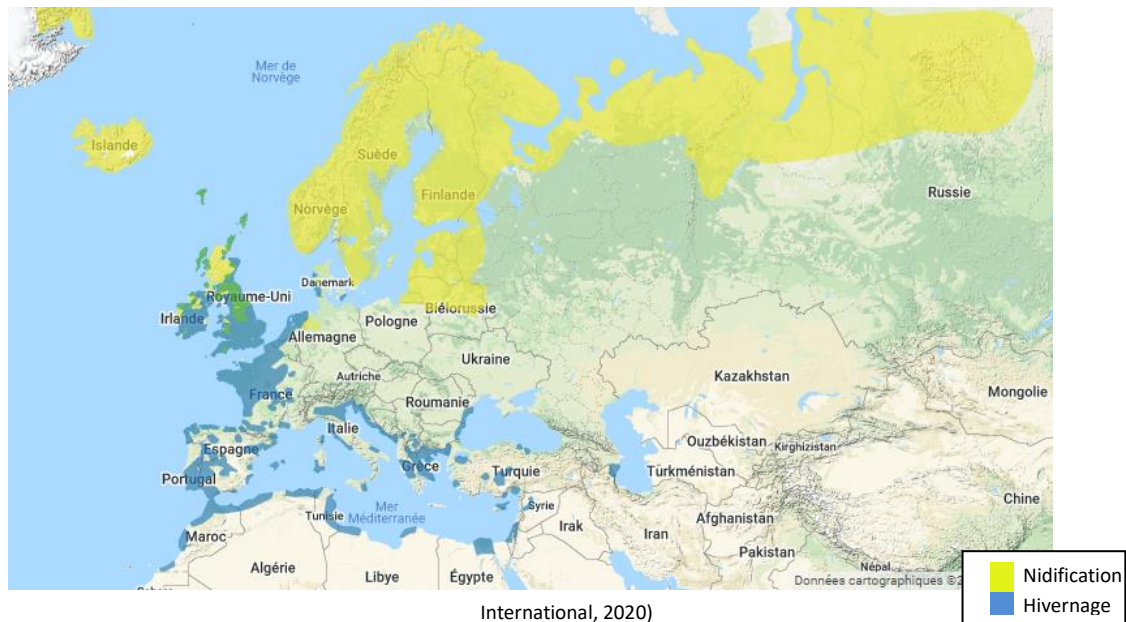 Mer de
Norvège
Islande
Suède
Finlande
Norvège
Russie
Danemark
Royaume-Uni
Irlande
Biélorussie
Pologne
Allemagne
Ukraine
Kazakhstan
Autriche
Mongolie
France
Roumanie
Italie
Ouzbékistan
Kirghizistan
Espagne
Grèce
Turquie
Türkménistan
Portugal
Chine
Mer
Méditerranée
Tunisie
Syrie
Afghanistan
Maroc
Irak
Iran
Pakistan
Algérie
Libye
Égypte
Népal
Données cartographiques ©2
Nidification
Hivernage
International, 2020)